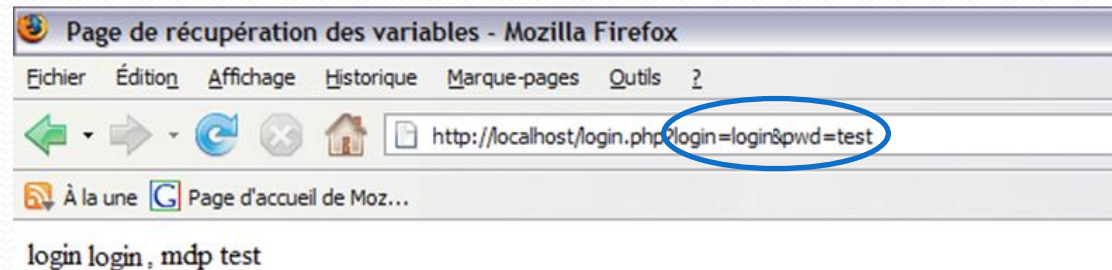 Page de récupération des variables - Mozilla Firefox
Fichier Édition Affichage Historique Marque-pages Outils ?
http://localhost/login.php?login=login&pwd=test
À la une G Page d'accueil de Moz...
login login , mdp test